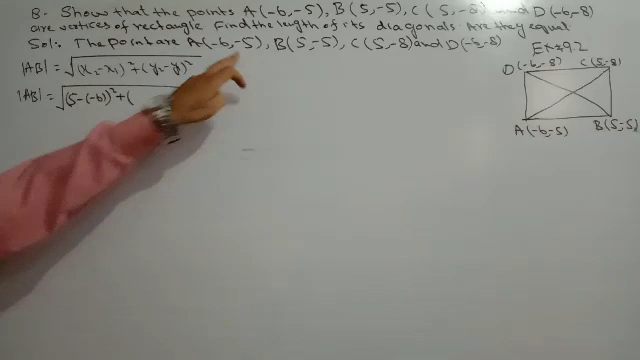 8. Show that the points A(-6,-5), B(5,-5), C(5,-8) and D(-6,-8)
are vertices of rectangle Find the length of its diagonals Are they equal
Sol:- The point are A(-6,-5), B(5,-5), C(5,-8) and D(-6,-8)
Ex#9.2
|AB| = √(x₂-x₁)²+(y₂-y₁)²
|AB| = √(5-(-6))²+(
D(-6,-8) C(5,-8)
A(-6,-5) B(5,-5)